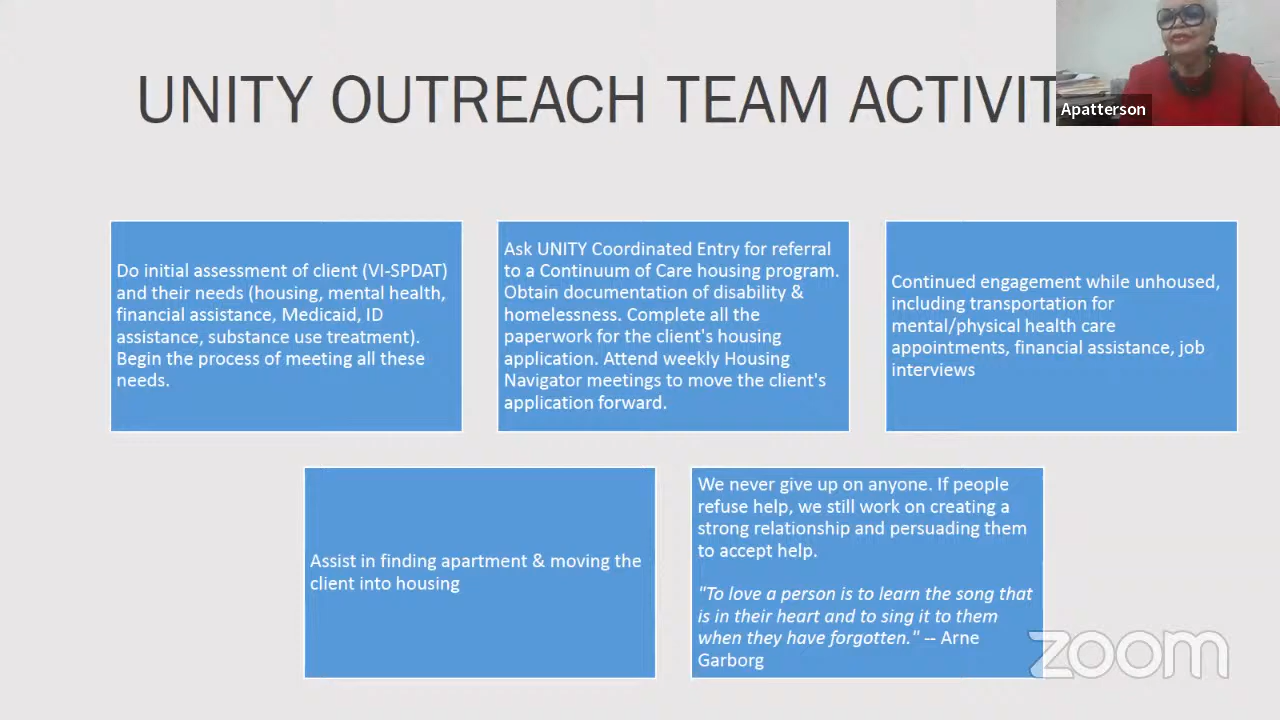 UNITY OUTREACH TEAM ACTIVIT
Apatterson
Do initial assessment of client (VI-SPDAT)
and their needs (housing, mental health,
financial assistance, Medicaid, ID
assistance, substance use treatment).
Begin the process of meeting all these
needs.
Ask UNITY Coordinated Entry for referral
to a Continuum of Care housing program.
Obtain documentation of disability &
homelessness. Complete all the
paperwork for the client's housing
application. Attend weekly Housing
Navigator meetings to move the client's
application forward.
Continued engagement while unhoused,
including transportation for
mental/physical health care
appointments, financial assistance, job
interviews
Assist in finding apartment & moving the
client into housing
We never give up on anyone. If people
refuse help, we still work on creating a
strong relationship and persuading them
to accept help.
"To love a person is to learn the song that
is in their heart and to sing it to them
when they have forgotten." -- Arne
Garborg
zoom